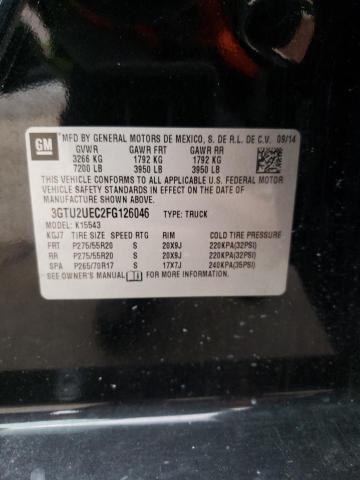 GM
MFD BY GENERAL MOTORS DE MEXICO, S. DE R.L. DE C.V. 09/14
GVWR GAWR FRT GAWR RR
3266 KG 1792 KG 1792 KG
7200 LB 3950 LB 3950 LB
THIS VEHICLE CONFORMS TO ALL APPLICABLE U.S. FEDERAL MOTOR
VEHICLE SAFETY STANDARDS IN EFFECT ON THE DATE OF
MANUFACTURE SHOWN ABOVE.
3GTU2UEC2FG126046 TYPE: TRUCK
MODEL: K15543
KGJ7 TIRE SIZE SPEED RTG RIM COLD TIRE PRESSURE
FRT P275/55R20 S 20X9J 220KPA(32PSI)
RR P275/55R20 S 20X9J 220KPA(32PSI)
SPA P265/70R17 S 17X7J 240KPA(35PSI)
SEE OWNER'S MANUAL FOR MORE INFORMATION.